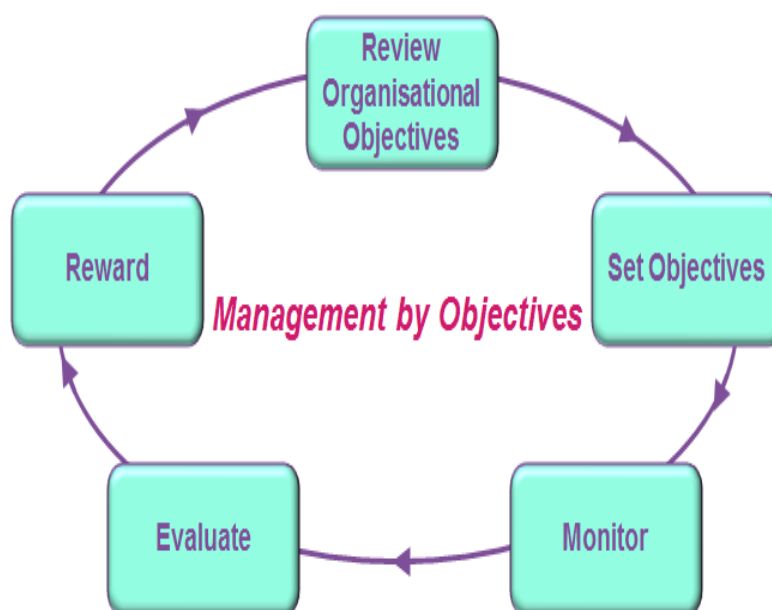 Review
Organisational
Objectives
Set Objectives
Monitor
Evaluate
Reward
Management by Objectives